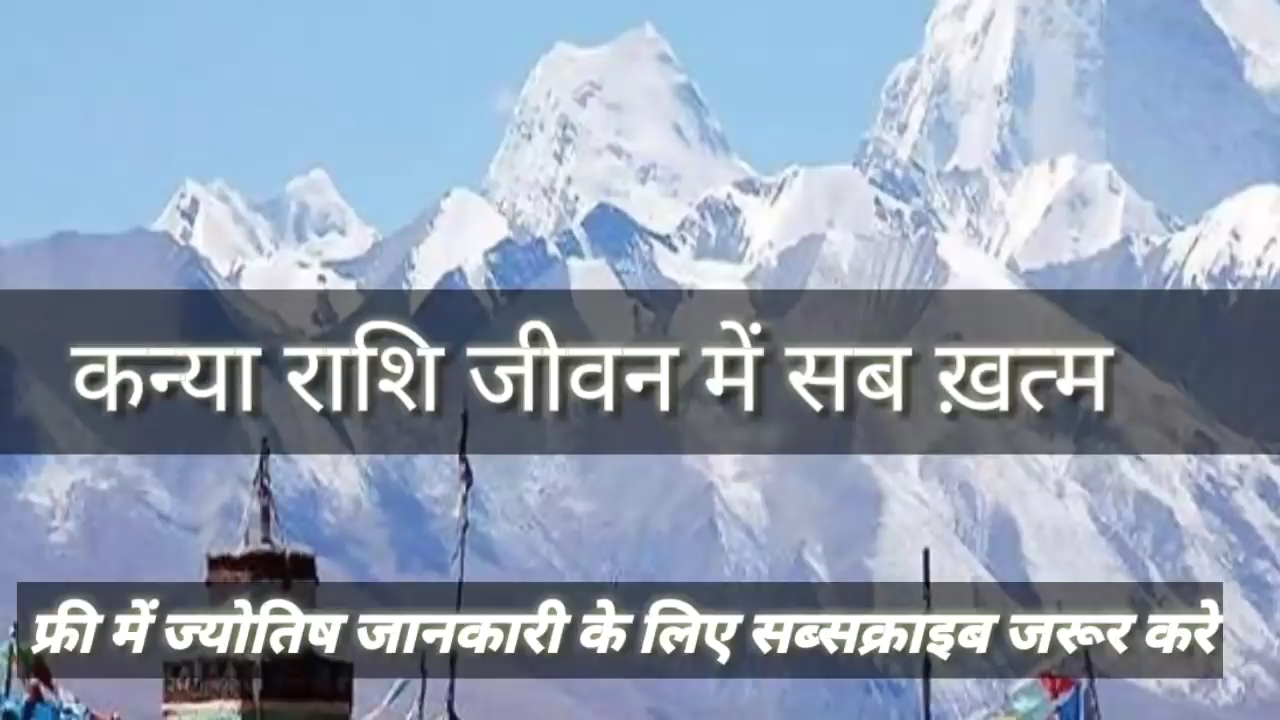 कन्या राशि जीवन में सब ख़त्म
फ्री में ज्योतिष जानकारी के लिए सब्सक्राइब जरूर करे